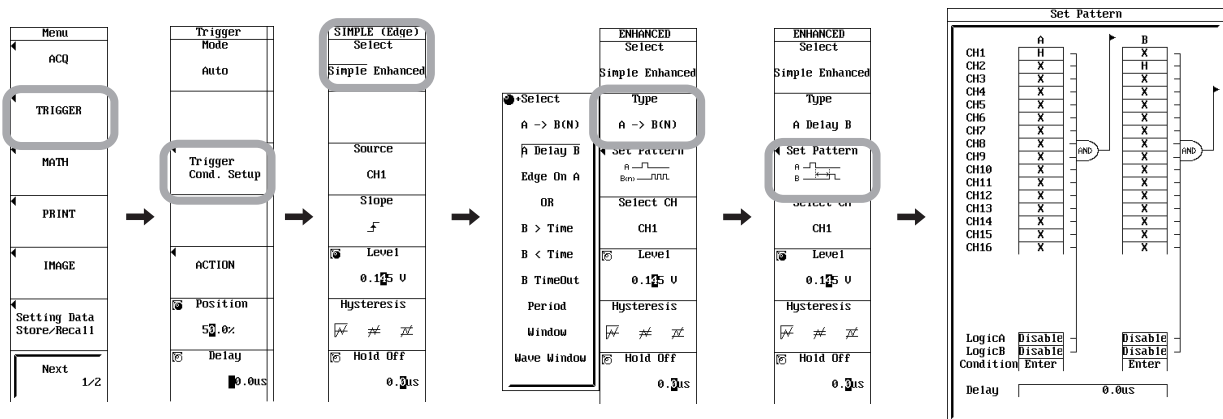 Menu
ACQ
TRIGGER
MATH
PRINT
IMAGE
Setting Data
Store/Recall
Next
1/2
Trigger
Mode
Auto
Trigger
Cond. Setup
ACTION
Position
50.0%
Delay
0.0us
SIMPLE (Edge)
Select
Simple Enhanced
Source
CH1
Slope
Level
0.145 V
Hysteresis
Hold Off
0.0us
+Select
A -> B(N)
A Delay B
Edge On A
OR
B > Time
B < Time
B TimeOut
Period
Window
Wave Window
ENHANCED
Select
Simple Enhanced
Type
A -> B(N)
Set Pattern
A
B(n)
Select CH
CH1
Level
0.145 V
Hysteresis
Hold Off
0.0us
ENHANCED
Select
Simple Enhanced
Type
A Delay B
Set Pattern
A
B
Select CH
CH1
Level
0.145 V
Hysteresis
Hold Off
0.0us
Set Pattern
A B
CH1 H X
CH2 X H
CH3 X X
CH4 X X
CH5 X X
CH6 X X
CH7 X X
CH8 X X
CH9 X X
CH10 X X
CH11 X X
CH12 X X
CH13 X X
CH14 X X
CH15 X X
CH16 X X
AND AND
LogicA Disable Disable
LogicB Disable Disable
Condition Enter Enter
Delay 0.0us